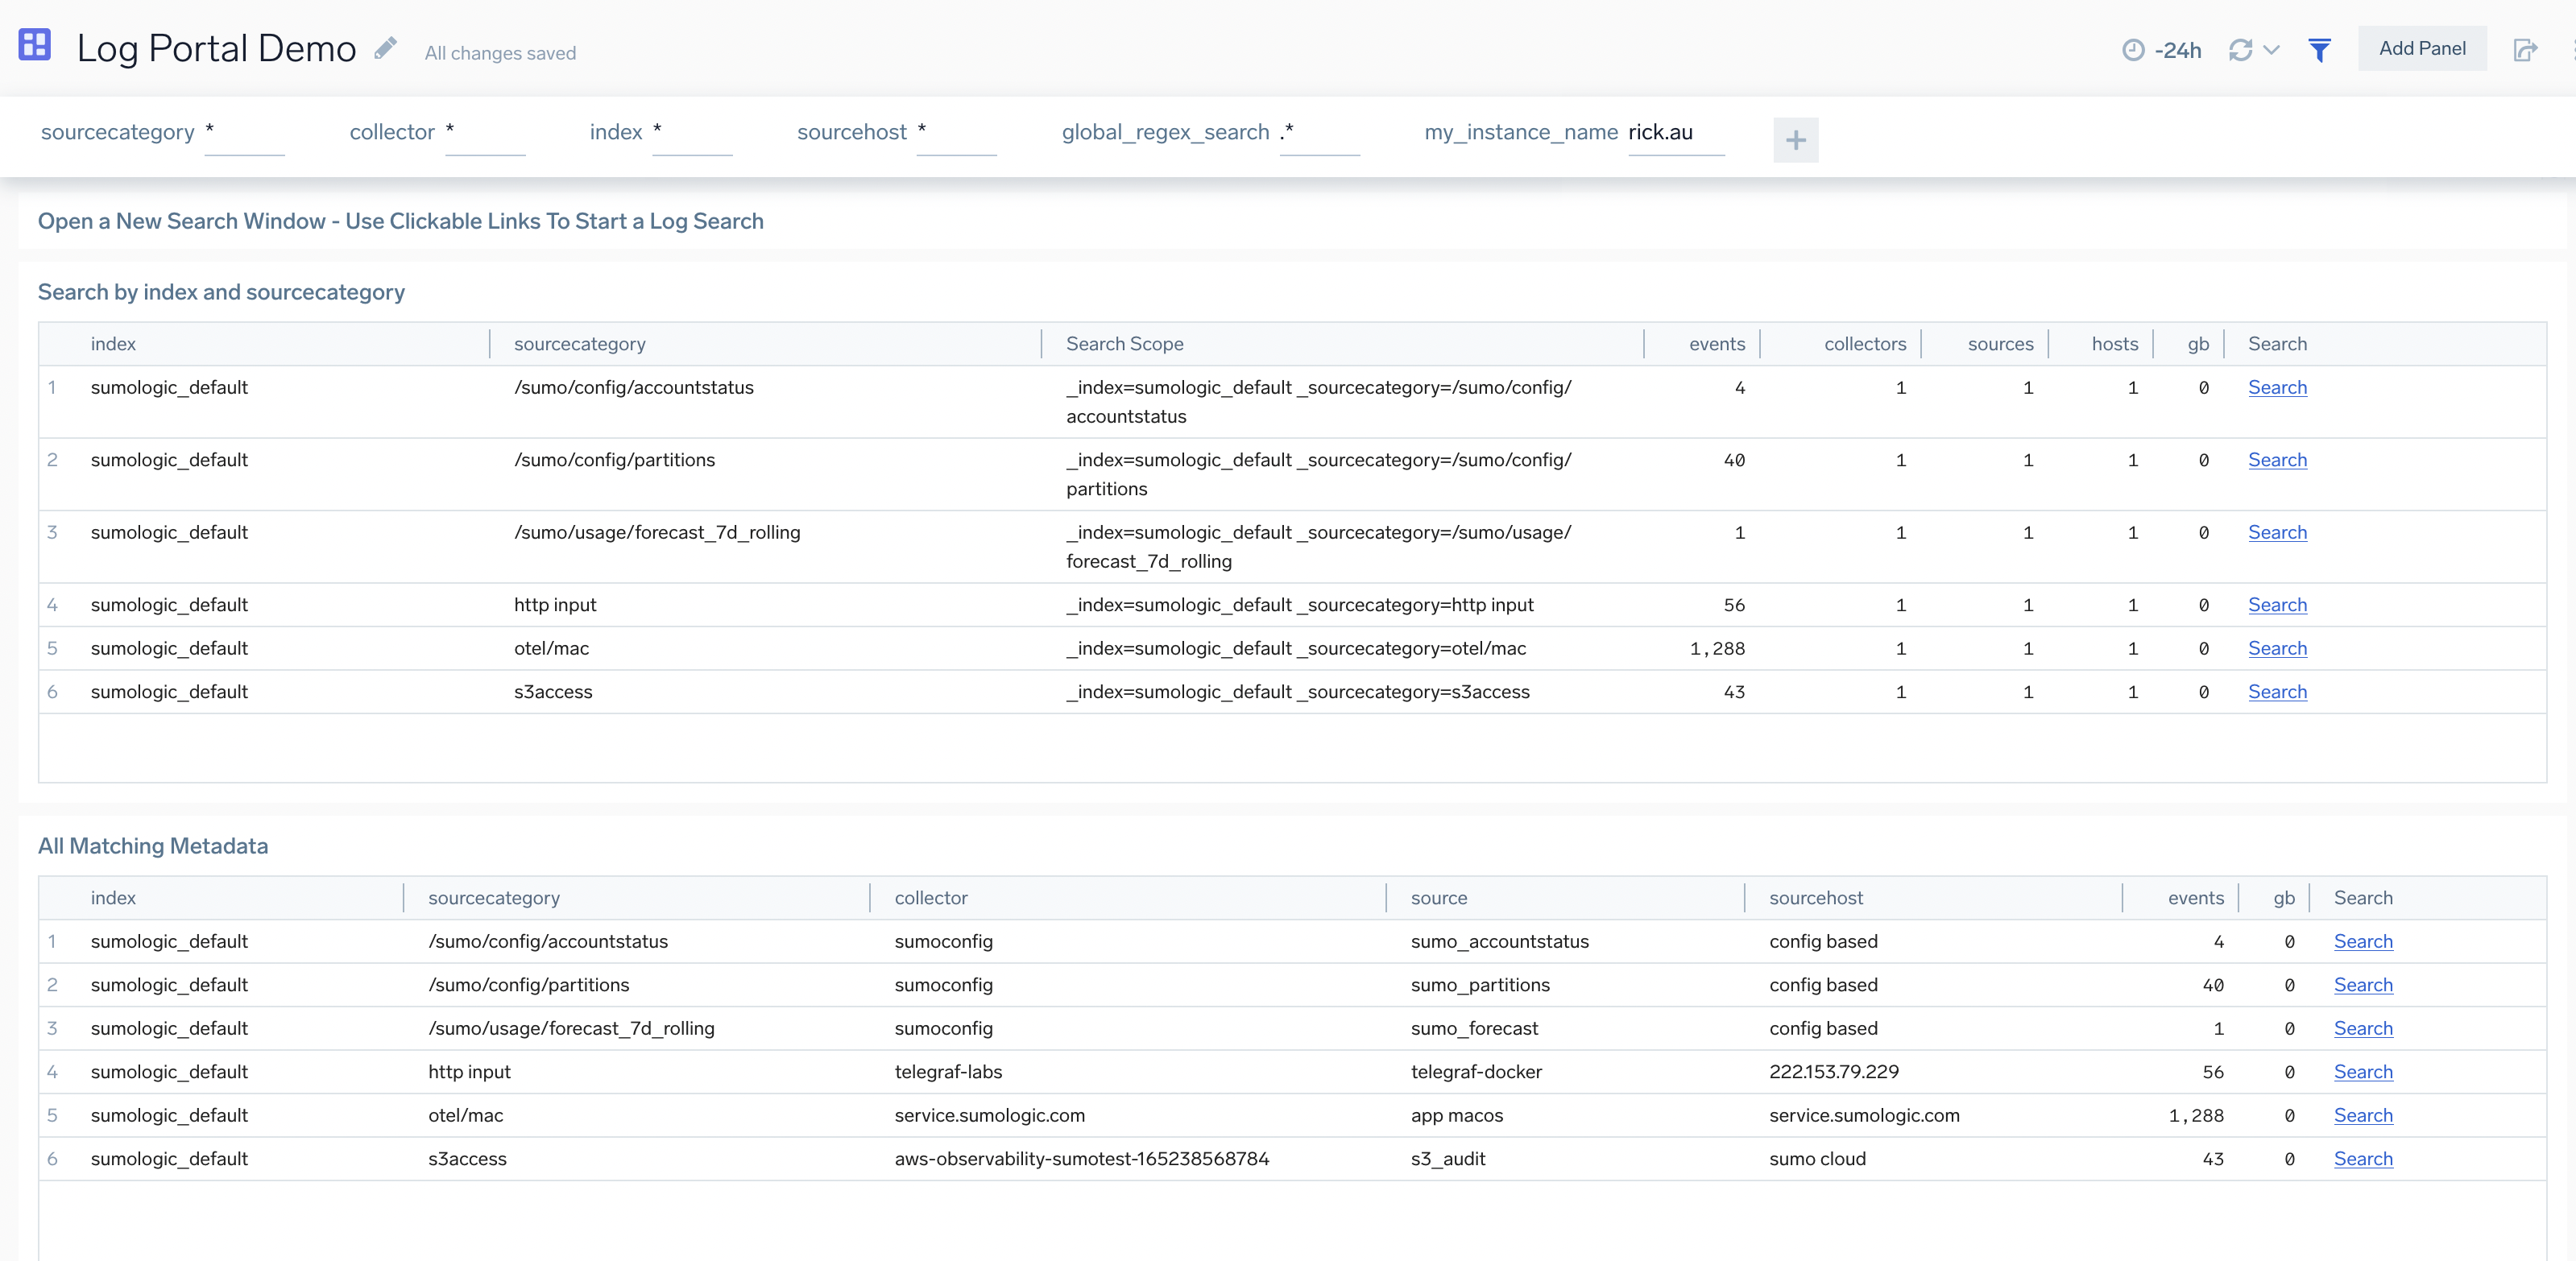 Log Portal Demo All changes saved -24h Add Panel
sourcecategory * collector * index * sourcehost * global_regex_search .* my_instance_name rick.au +
Open a New Search Window - Use Clickable Links To Start a Log Search
Search by index and sourcecategory
index sourcecategory Search Scope events collectors sources hosts gb Search
1 sumologic_default /sumo/config/accountstatus _index=sumologic_default _sourcecategory=/sumo/config/ 4 1 1 1 0 Search
accountstatus
2 sumologic_default /sumo/config/partitions _index=sumologic_default _sourcecategory=/sumo/config/ 40 1 1 1 0 Search
partitions
3 sumologic_default /sumo/usage/forecast_7d_rolling _index=sumologic_default _sourcecategory=/sumo/usage/ 1 1 1 1 0 Search
forecast_7d_rolling
4 sumologic_default http input _index=sumologic_default _sourcecategory=http input 56 1 1 1 0 Search
5 sumologic_default otel/mac _index=sumologic_default _sourcecategory=otel/mac 1,288 1 1 1 0 Search
6 sumologic_default s3access _index=sumologic_default _sourcecategory=s3access 43 1 1 1 0 Search
All Matching Metadata
index sourcecategory collector source sourcehost events gb Search
1 sumologic_default /sumo/config/accountstatus sumoconfig sumo_accountstatus config based 4 0 Search
2 sumologic_default /sumo/config/partitions sumoconfig sumo_partitions config based 40 0 Search
3 sumologic_default /sumo/usage/forecast_7d_rolling sumoconfig sumo_forecast config based 1 0 Search
4 sumologic_default http input telegraf-labs telegraf-docker 222.153.79.229 56 0 Search
5 sumologic_default otel/mac service.sumologic.com app macos service.sumologic.com 1,288 0 Search
6 sumologic_default s3access aws-observability-sumotest-165238568784 s3_audit sumo cloud 43 0 Search